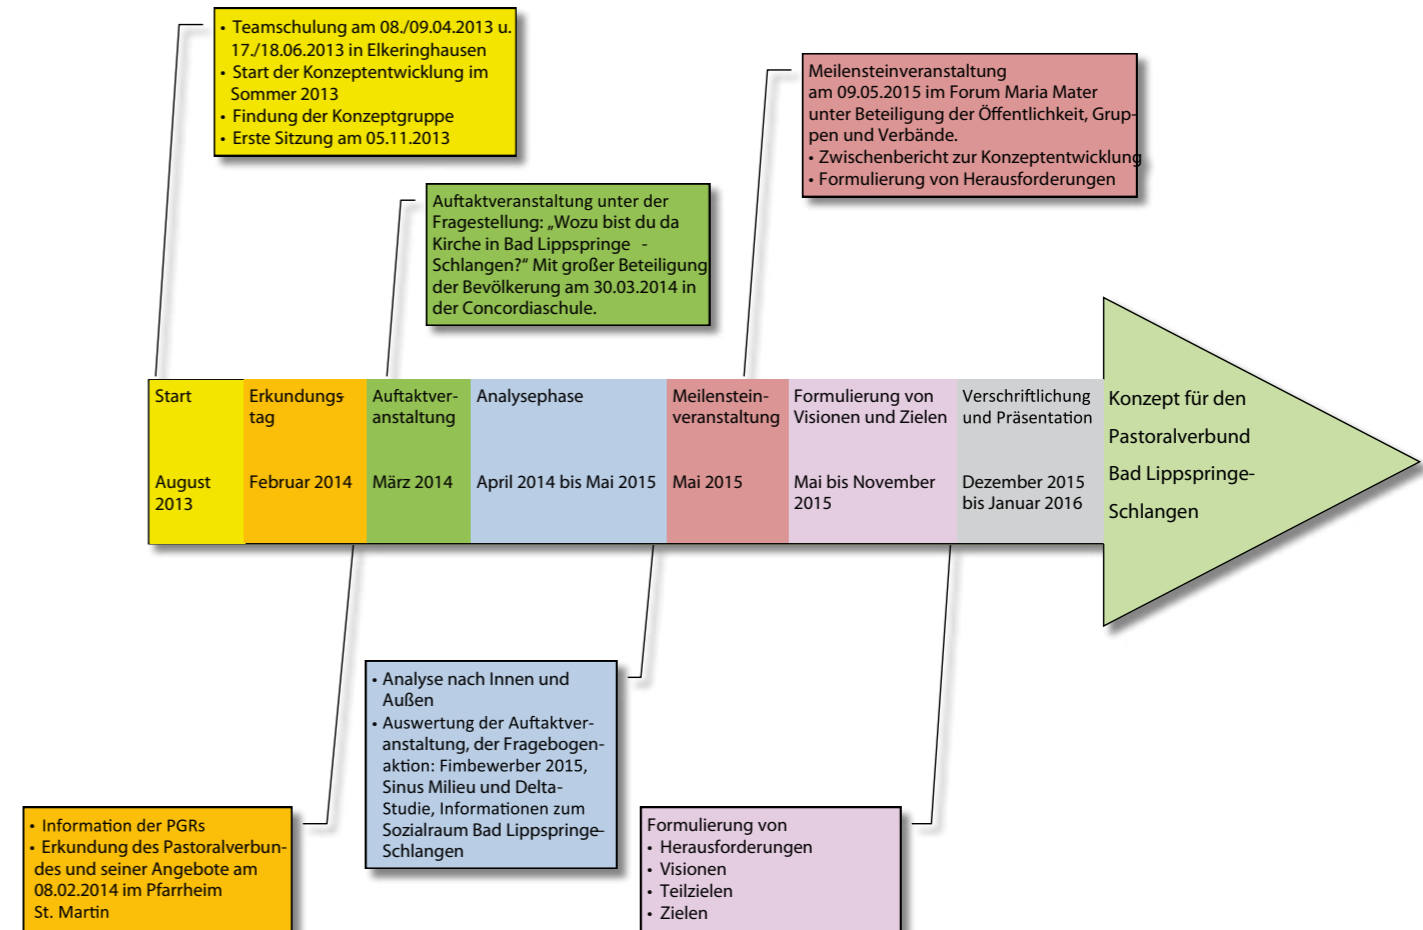 • Teamschulung am 08./09.04.2013 u.
17./18.06.2013 in Elkeringhausen
• Start der Konzeptentwicklung im
Sommer 2013
• Findung der Konzeptgruppe
• Erste Sitzung am 05.11.2013
Meilensteinveranstaltung
am 09.05.2015 im Forum Maria Mater
unter Beteiligung der Öffentlichkeit, Grup-
pen und Verbände.
• Zwischenbericht zur Konzeptentwicklung
• Formulierung von Herausforderungen
Auftaktveranstaltung unter der
Fragestellung: „Wozu bist du da
Kirche in Bad Lippspringe -
Schlangen?“ Mit großer Beteiligung
der Bevölkerung am 30.03.2014 in
der Concordiaschule.
Start
August
2013
Erkundungs-
tag
Februar 2014
Auftaktver-
anstaltung
März 2014
Analysephase
April 2014 bis Mai 2015
Meilenstein-
veranstaltung
Mai 2015
Formulierung von
Visionen und Zielen
Mai bis November
2015
Verschriftlichung
und Präsentation
Dezember 2015
bis Januar 2016
Konzept für den
Pastoralverbund
Bad Lippspringe-
Schlangen
• Analyse nach Innen und
Außen
• Auswertung der Auftaktver-
anstaltung, der Fragebogen-
aktion: Fimbewerber 2015,
Sinus Milieu und Delta-
Studie, Informationen zum
Sozialraum Bad Lippspringe-
Schlangen
• Information der PGRs
• Erkundung des Pastoralverbun-
des und seiner Angebote am
08.02.2014 im Pfarrheim
St. Martin
Formulierung von
• Herausforderungen
• Visionen
• Teilzielen
• Zielen